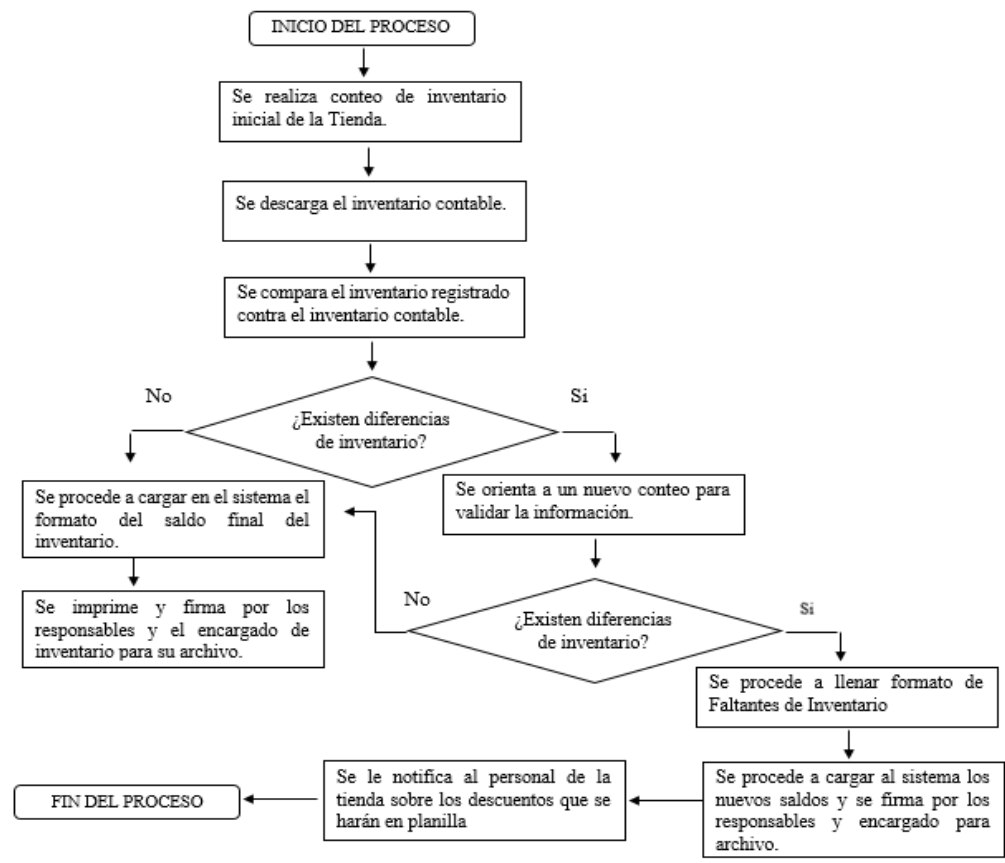 INICIO DEL PROCESO
Se realiza conteo de inventario
inicial de la Tienda.
Se descarga el inventario contable.
Se compara el inventario registrado
contra el inventario contable.
No
Si
¿Existen diferencias
de inventario?
Se procede a cargar en el sistema el
formato del saldo final del
inventario.
Se orienta a un nuevo conteo para
validar la información.
Se imprime y firma por los
responsables y el encargado de
inventario para su archivo.
No
Si
¿Existen diferencias
de inventario?
Se procede a llenar formato de
Faltantes de Inventario
Se procede a cargar al sistema los
nuevos saldos y se firma por los
responsables y encargado para
archivo.
Se le notifica al personal de la
tienda sobre los descuentos que se
harán en planilla
FIN DEL PROCESO